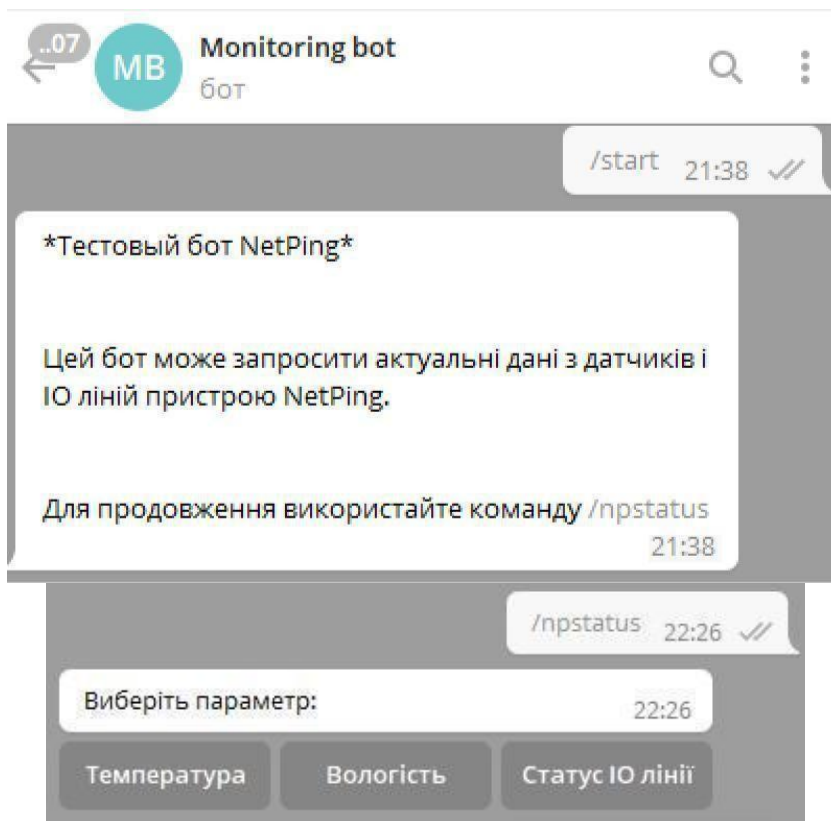 ..07
MB
Monitoring bot
бот
/start 21:38
*Тестовый бот NetPing*
Цей бот може запросити актуальні дані з датчиків і
ІО ліній пристрою NetPing.
Для продовження використайте команду /npstatus
21:38
/npstatus 22:26
Виберіть параметр: 22:26
Температура Вологість Статус ІО лінії